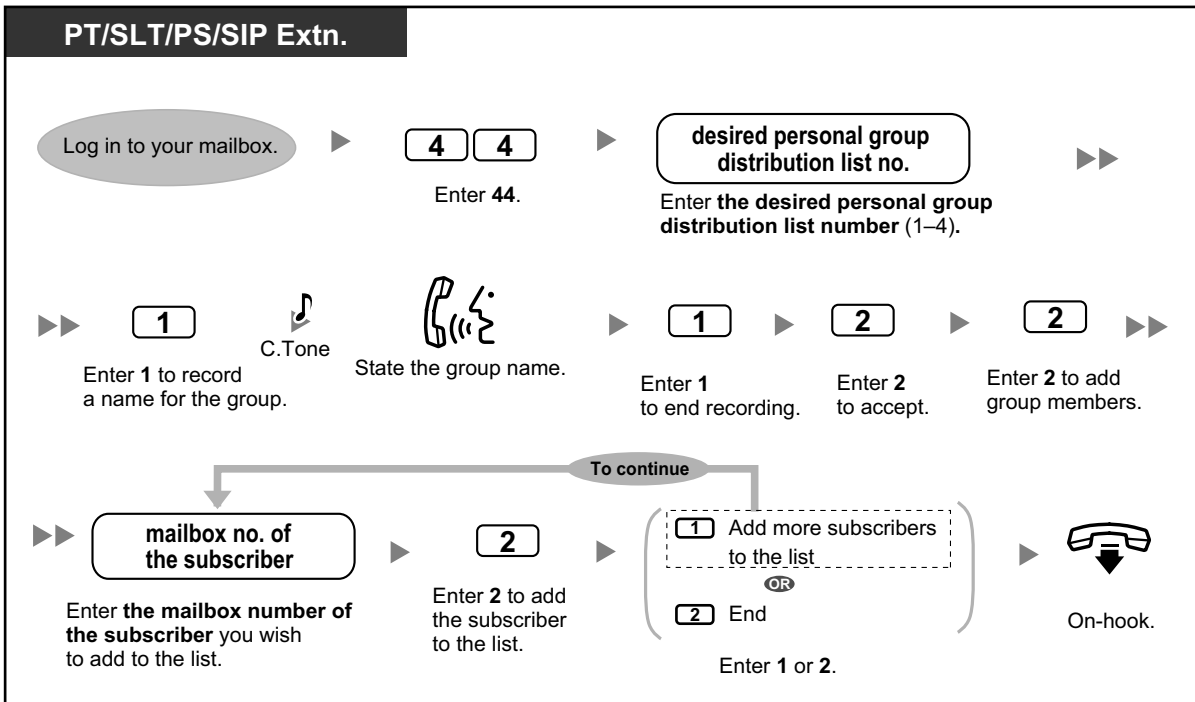 PT/SLT/PS/SIP Extn.
Log in to your mailbox.
4 4
Enter 44.
desired personal group
distribution list no.
Enter the desired personal group
distribution list number (1–4).
1
Enter 1 to record
a name for the group.
C.Tone
State the group name.
1
Enter 1
to end recording.
2
Enter 2
to accept.
2
Enter 2 to add
group members.
To continue
mailbox no. of
the subscriber
Enter the mailbox number of
the subscriber you wish
to add to the list.
2
Enter 2 to add
the subscriber
to the list.
1 Add more subscribers
to the list
OR
2 End
Enter 1 or 2.
On-hook.